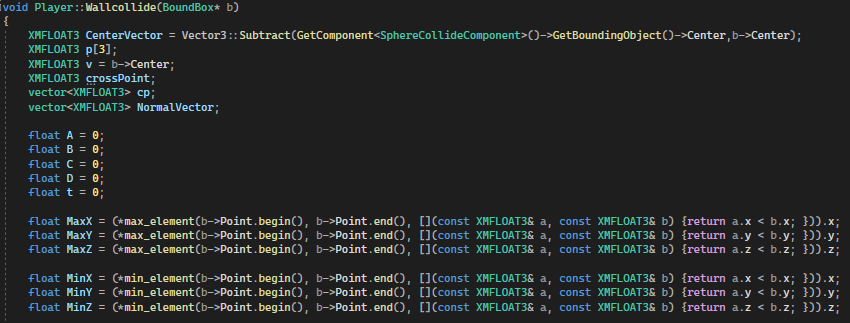 void Player::Wallcollide(BoundBox* b)
{
XMFLOAT3 CenterVector = Vector3::Subtract(GetComponent<SphereCollideComponent>()->GetBoundingObject()->Center,b->Center);
XMFLOAT3 p[3];
XMFLOAT3 v = b->Center;
XMFLOAT3 crossPoint;
vector<XMFLOAT3> cp;
vector<XMFLOAT3> NormalVector;
float A = 0;
float B = 0;
float C = 0;
float D = 0;
float t = 0;
float MaxX = (*max_element(b->Point.begin(), b->Point.end(), [](const XMFLOAT3& a, const XMFLOAT3& b) {return a.x < b.x; })).x;
float MaxY = (*max_element(b->Point.begin(), b->Point.end(), [](const XMFLOAT3& a, const XMFLOAT3& b) {return a.y < b.y; })).y;
float MaxZ = (*max_element(b->Point.begin(), b->Point.end(), [](const XMFLOAT3& a, const XMFLOAT3& b) {return a.z < b.z; })).z;
float MinX = (*min_element(b->Point.begin(), b->Point.end(), [](const XMFLOAT3& a, const XMFLOAT3& b) {return a.x < b.x; })).x;
float MinY = (*min_element(b->Point.begin(), b->Point.end(), [](const XMFLOAT3& a, const XMFLOAT3& b) {return a.y < b.y; })).y;
float MinZ = (*min_element(b->Point.begin(), b->Point.end(), [](const XMFLOAT3& a, const XMFLOAT3& b) {return a.z < b.z; })).z;